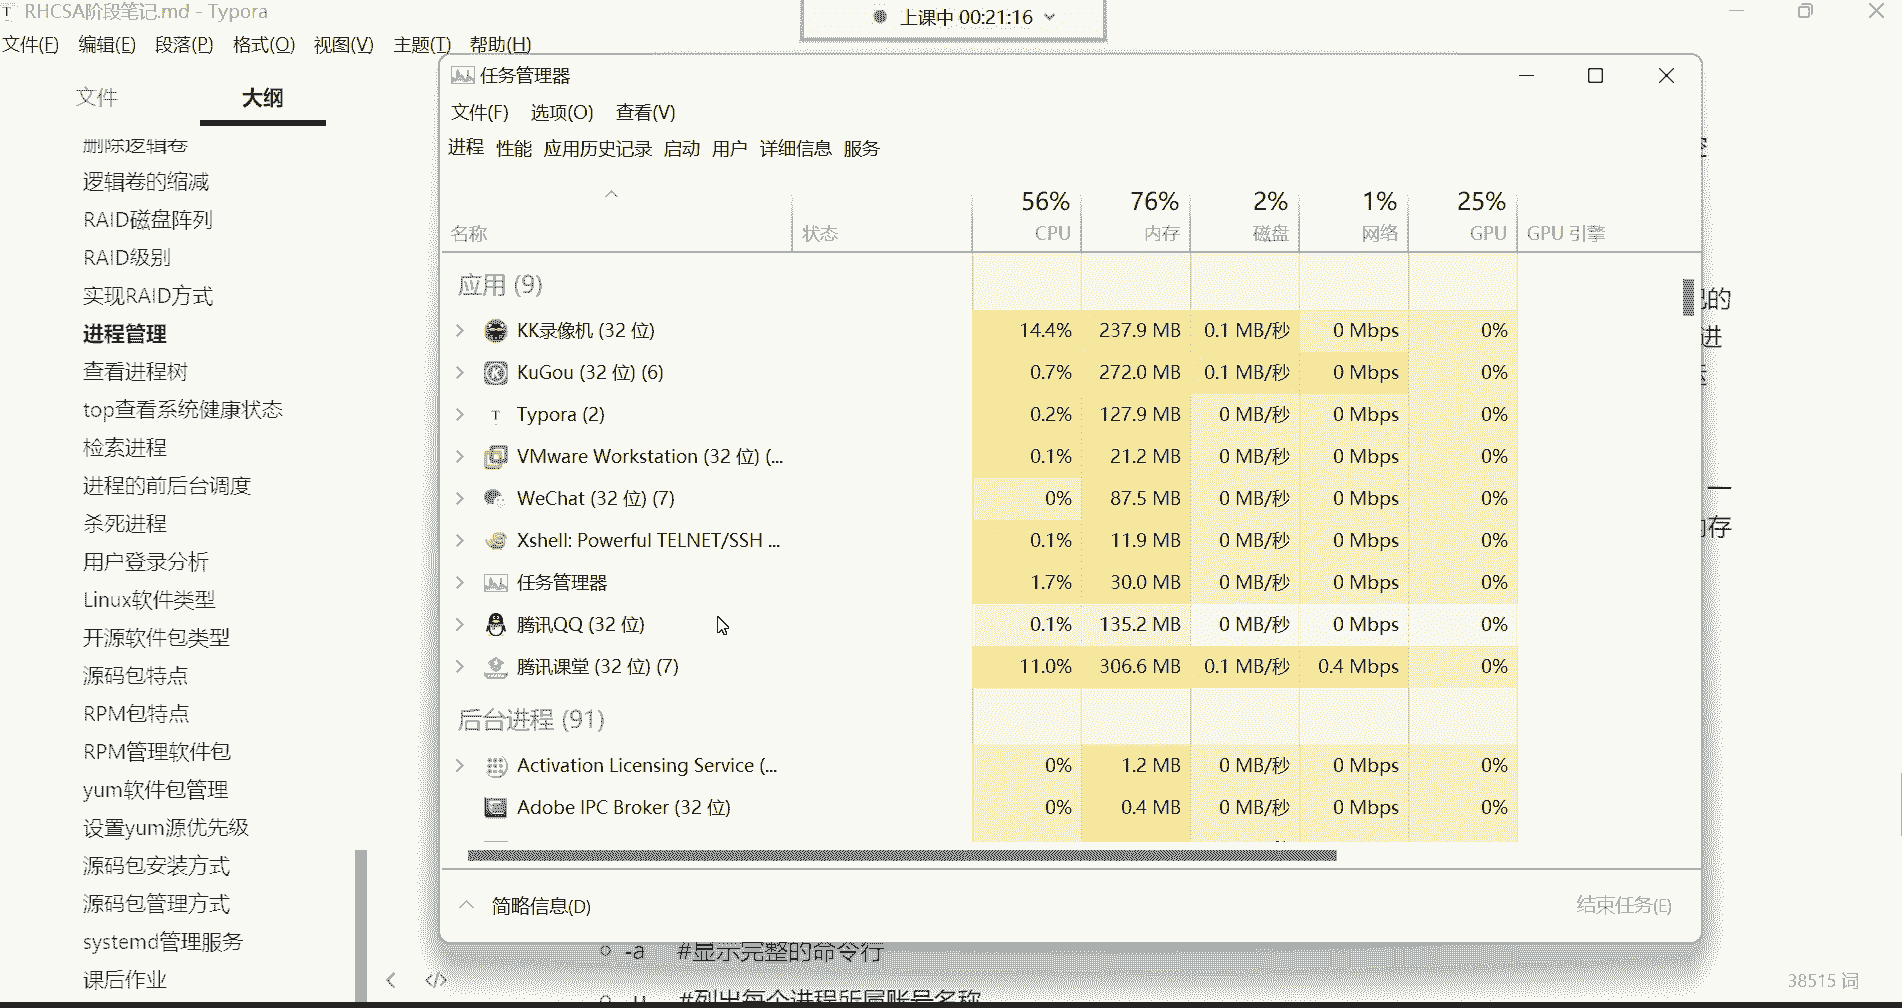 RHCSA阶段笔记.md - Typora
上课中 00:21:16
文件(F) 编辑(E) 段落(P) 格式(O) 视图(V) 主题(T) 帮助(H)
文件 大纲
删除逻辑卷
逻辑卷的缩减
RAID磁盘阵列
RAID级别
实现RAID方式
进程管理
查看进程树
top查看系统健康状态
检索进程
进程的前后台调度
杀死进程
用户登录分析
Linux软件类型
开源软件包类型
源码包特点
RPM包特点
RPM管理软件包
yum软件包管理
设置yum源优先级
源码包安装方式
源码包管理方式
systemd管理服务
课后作业
任务管理器
文件(F) 选项(O) 查看(V)
进程 性能 应用历史记录 启动 用户 详细信息 服务
56% 76% 2% 1% 25%
名称 状态 CPU 内存 磁盘 网络 GPU GPU 引擎
应用 (9)
KK录像机 (32 位) 14.4% 237.9 MB 0.1 MB/秒 0 Mbps 0%
KuGou (32 位) (6) 0.7% 272.0 MB 0.1 MB/秒 0 Mbps 0%
Typora (2) 0.2% 127.9 MB 0 MB/秒 0 Mbps 0%
VMware Workstation (32 位) (... 0.1% 21.2 MB 0 MB/秒 0 Mbps 0%
WeChat (32 位) (7) 0% 87.5 MB 0 MB/秒 0 Mbps 0%
Xshell: Powerful TELNET/SSH ... 0.1% 11.9 MB 0 MB/秒 0 Mbps 0%
任务管理器 1.7% 30.0 MB 0 MB/秒 0 Mbps 0%
腾讯QQ (32 位) 0.1% 135.2 MB 0 MB/秒 0 Mbps 0%
腾讯课堂 (32 位) (7) 11.0% 306.6 MB 0.1 MB/秒 0.4 Mbps 0%
后台进程 (91)
Activation Licensing Service (... 0% 1.2 MB 0 MB/秒 0 Mbps 0%
Adobe IPC Broker (32 位) 0% 0.4 MB 0 MB/秒 0 Mbps 0%
简略信息(D)
结束任务(E)
的
进
一
存
-a #显示完整的命令行
-u #列出每个进程所属账号名称
38515 词